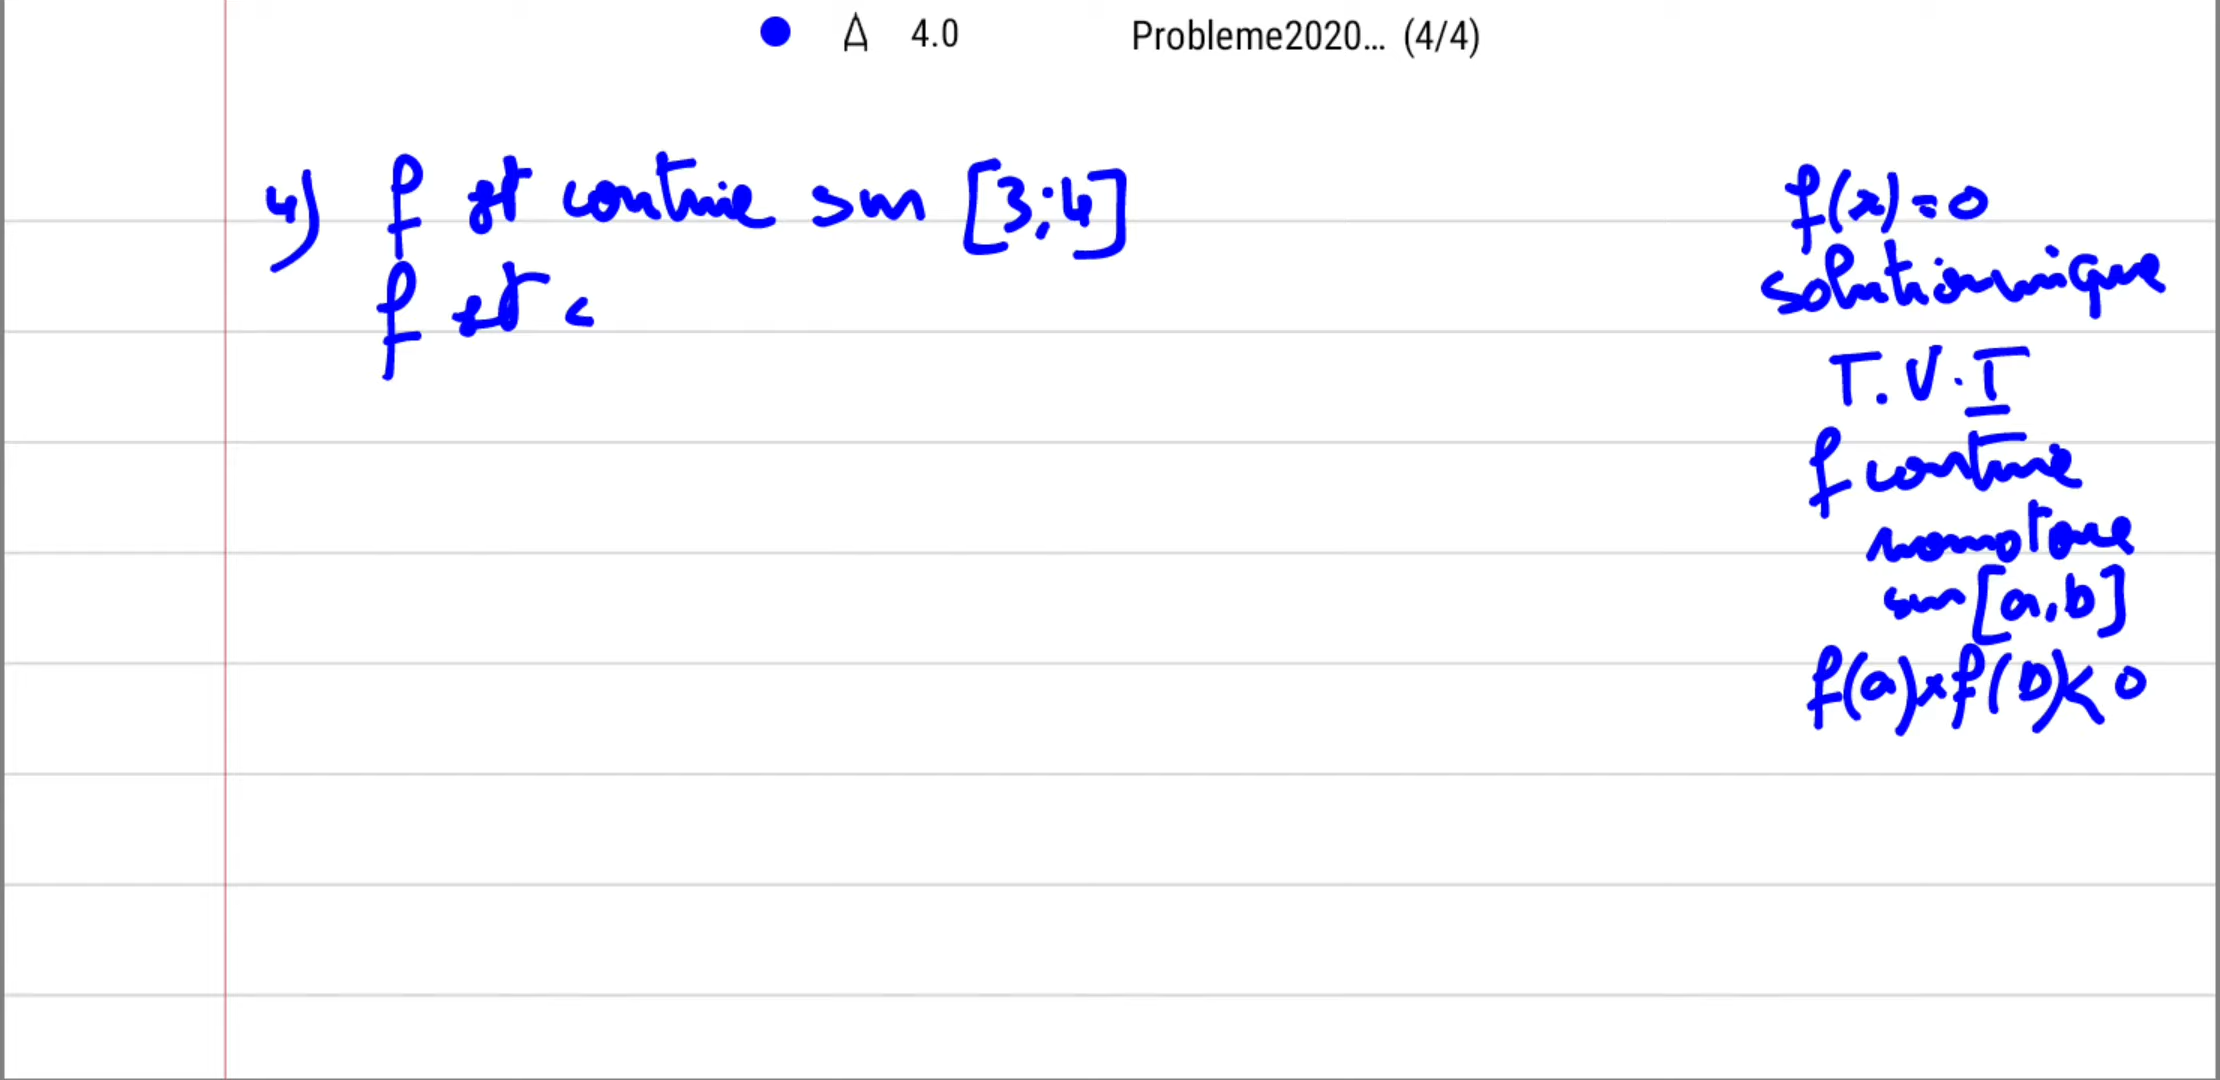 4.0 Probleme2020... (4/4)
4) f est continue sur [3;4]
f est c
f(x)=0
solution unique
T.V.I
f continue
monotone
sur [a,b]
f(a)×f(b)<0